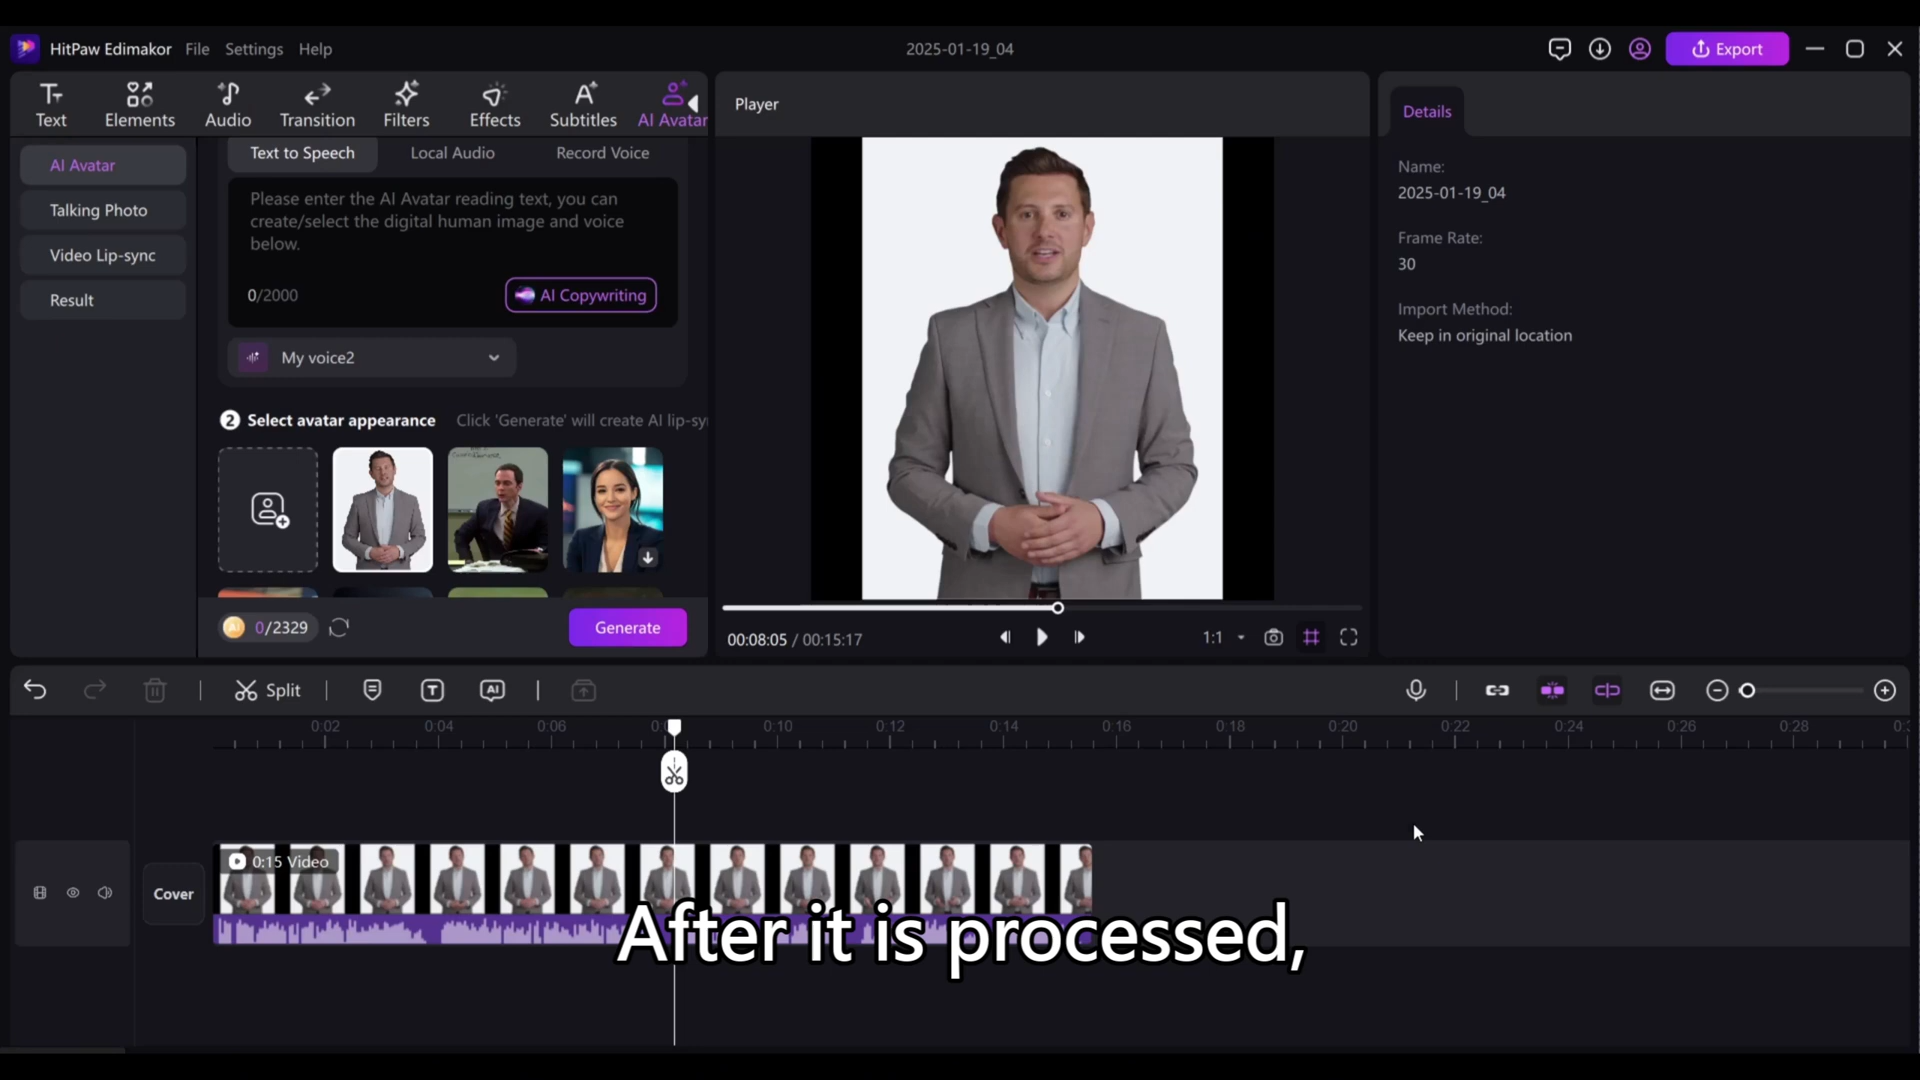 HitPaw Edimakor File Settings Help
2025-01-19_04
Export
Text
Elements
Audio
Transition
Filters
Effects
Subtitles
AI Avatar
AI Avatar
Talking Photo
Video Lip-sync
Result
Text to Speech
Local Audio
Record Voice
Please enter the AI Avatar reading text, you can
create/select the digital human image and voice
below.
0/2000
AI Copywriting
My voice2
2 Select avatar appearance
Click 'Generate' will create AI lip-sy
AI 0/2329
Generate
Player
00:08:05 / 00:15:17
1:1
Details
Name:
2025-01-19_04
Frame Rate:
30
Import Method:
Keep in original location
Split
T
AI
0:02 0:04 0:06 0:10 0:12 0:14 0:16 0:18 0:20 0:22 0:24 0:26 0:28
Cover
0:15 Video
After it is processed,